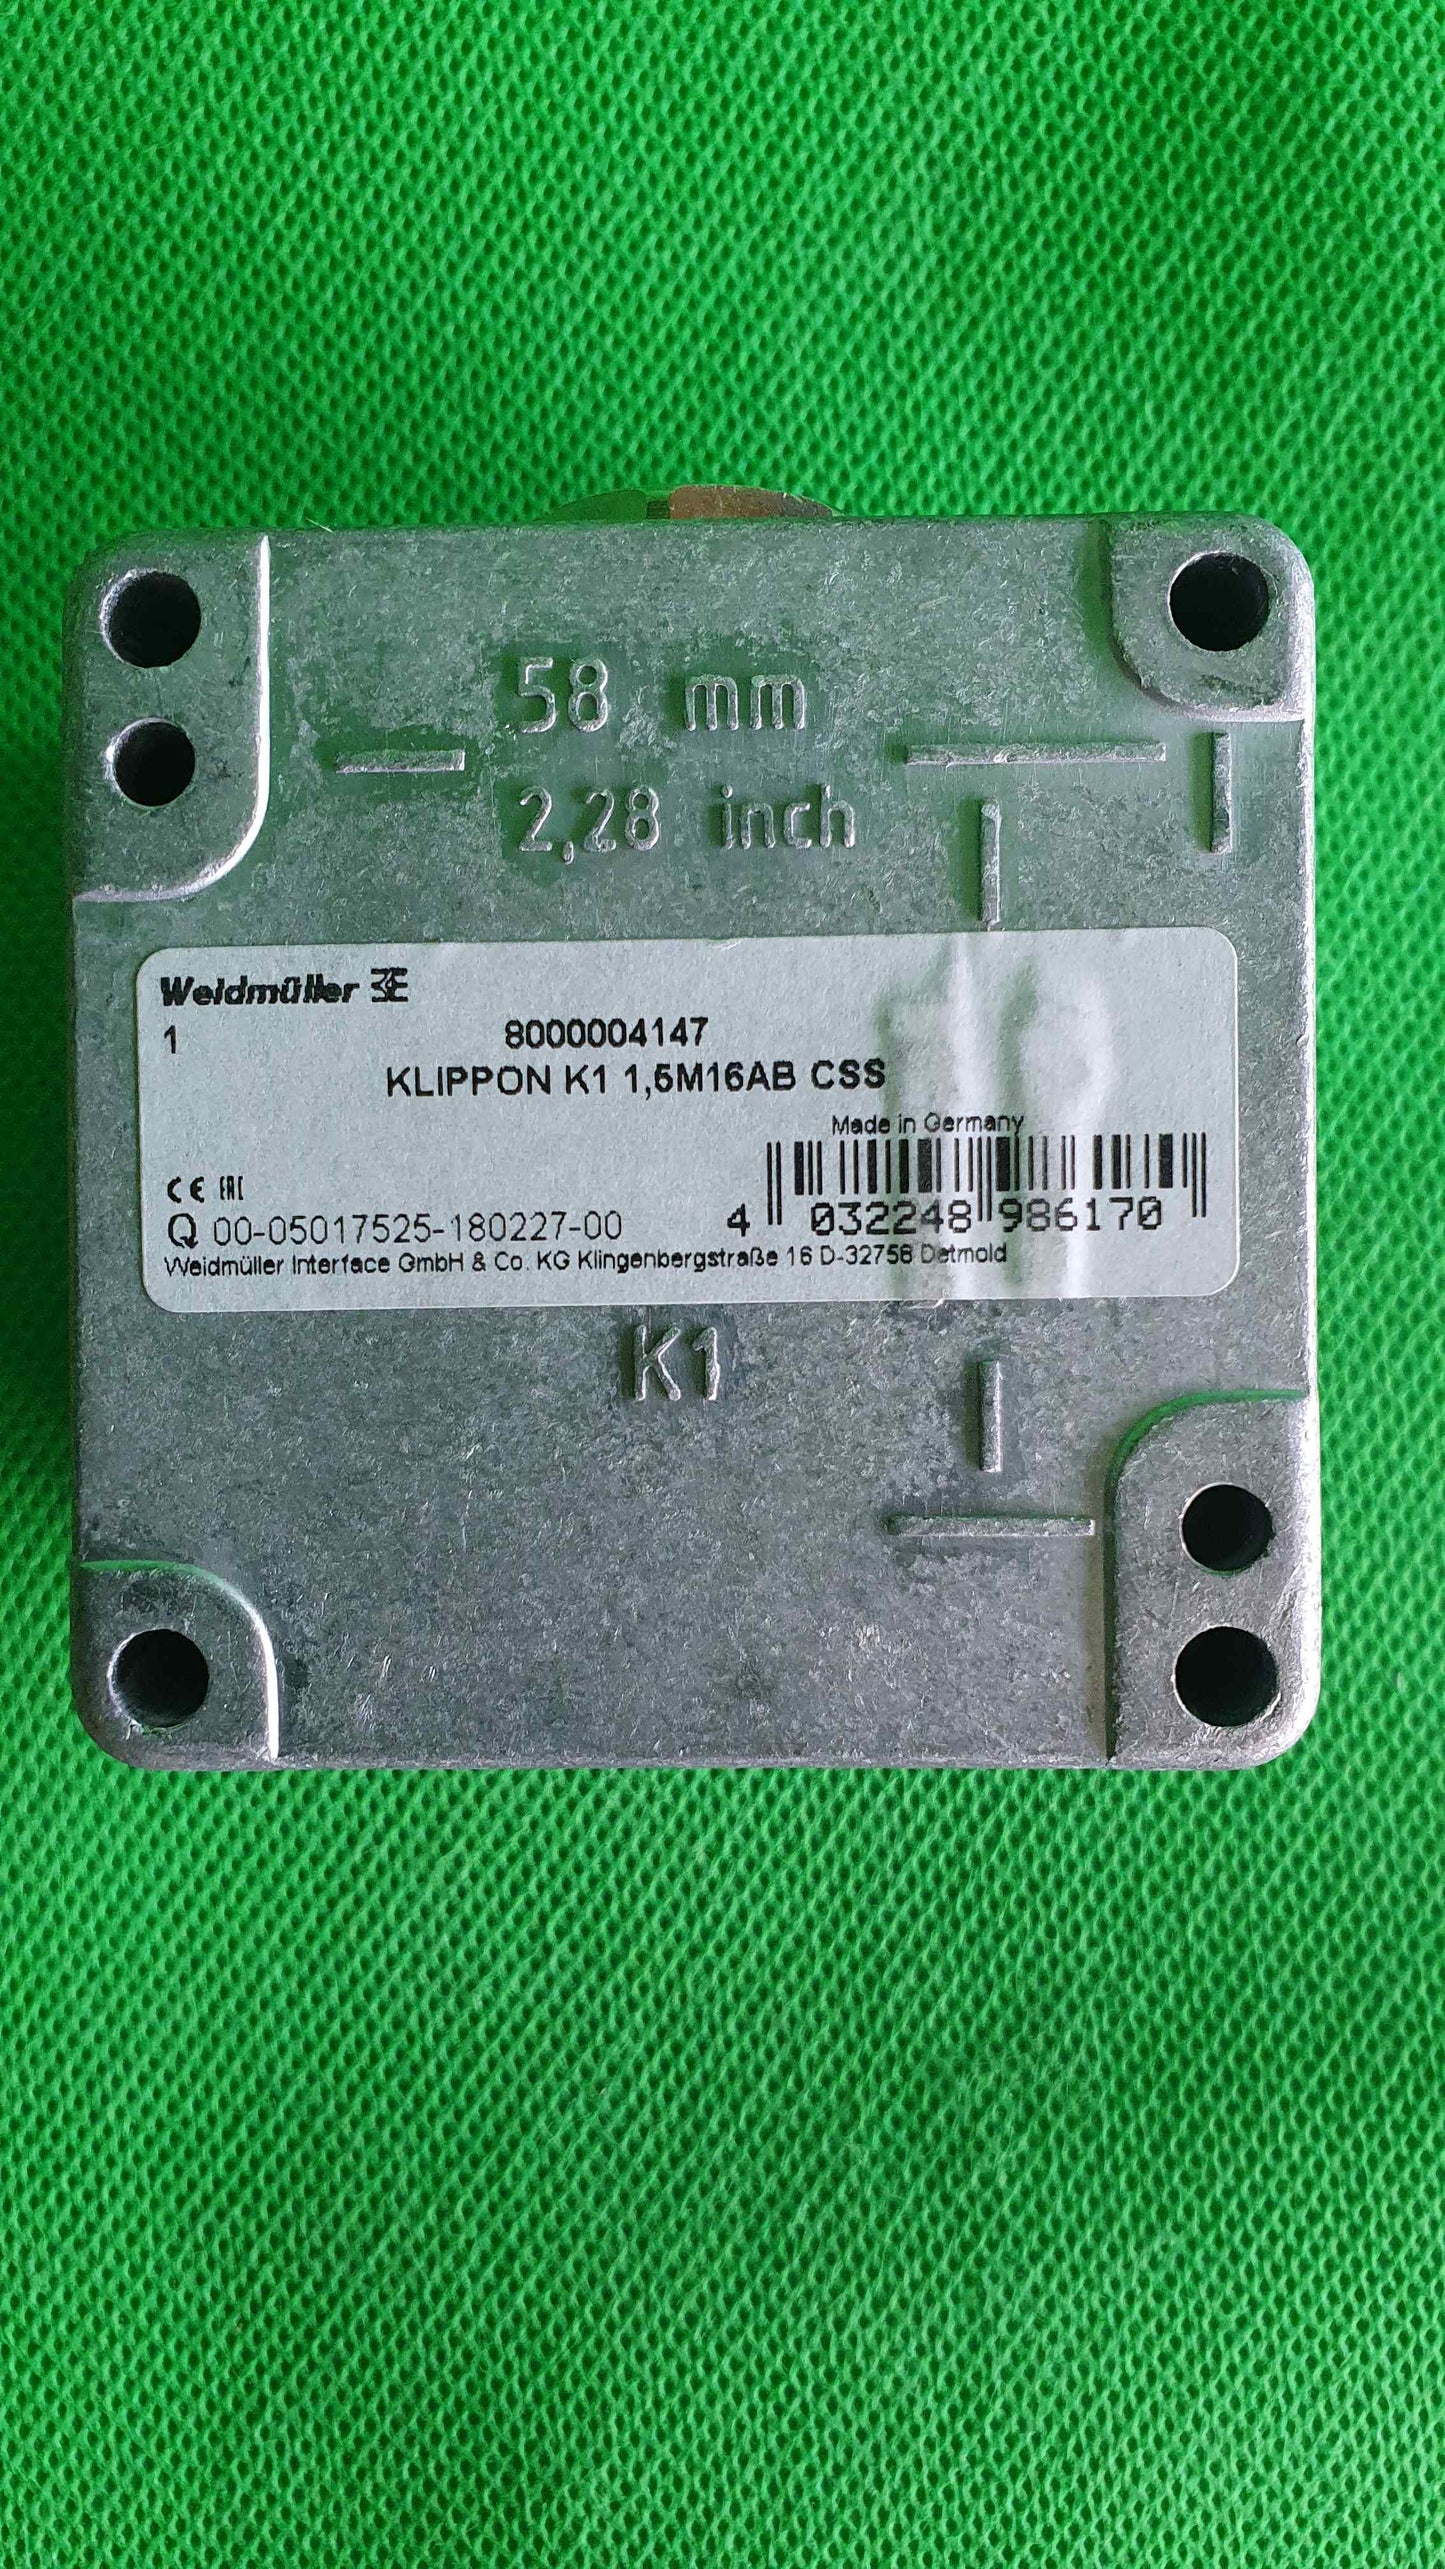 58 mm
2,28 inch
Weidmüller
1 8000004147
KLIPPON K1 1,5M16AB CSS
Made in Germany
CE EAC
Q 00-05017525-180227-00
4 032248 986170
Weidmüller Interface GmbH & Co. KG Klingenbergstraße 16 D-32758 Detmold
K1